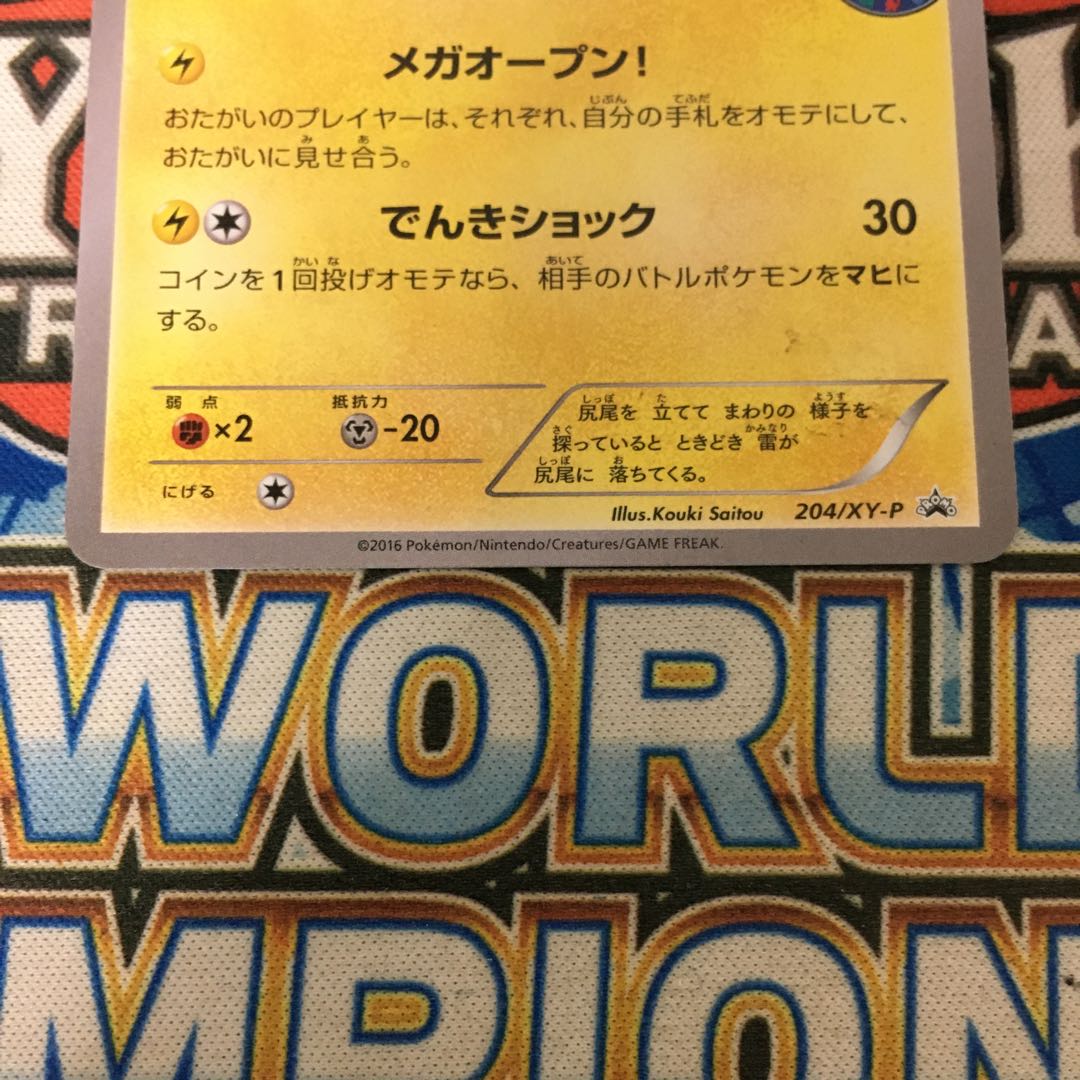 メガオープン!
おたがいのプレイヤーは、それぞれ、自分の手札をオモテにして、
おたがいに見せ合う。
でんきショック 30
コインを1回投げオモテなら、相手のバトルポケモンをマヒに
する。
弱点 抵抗力
×2 -20
にげる
尻尾を 立てて まわりの 様子を
探っていると ときどき 雷が
尻尾に 落ちてくる。
Illus.Kouki Saitou 204/XY-P PROMO
©2016 Pokémon/Nintendo/Creatures/GAME FREAK.
WORL
MPION